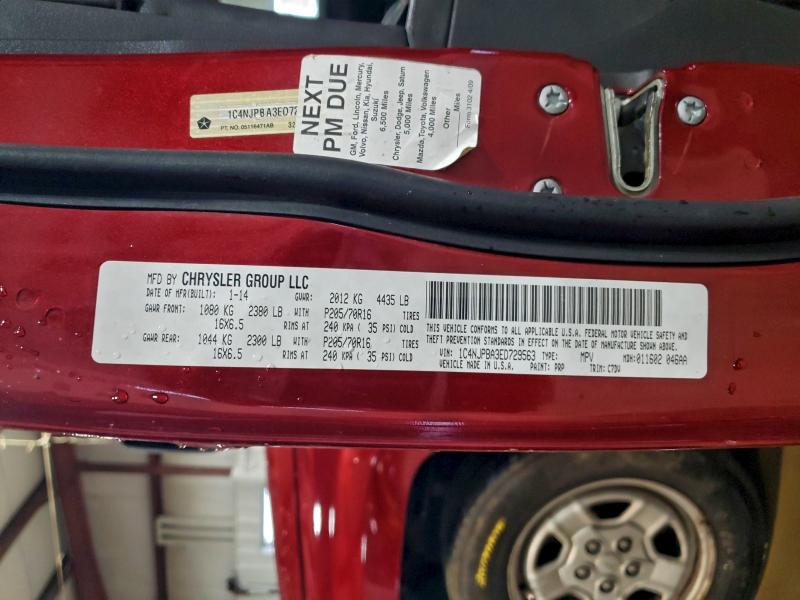 1C4NJPBA3ED72
PT. NO. 05116471AB 32
NEXT
PM DUE
GM, Ford, Lincoln, Mercury,
Volvo, Nissan, Kia, Hyundai,
Suzuki
6,500 Miles
Chrysler, Dodge, Jeep, Saturn
5,000 Miles
Mazda, Toyota, Volkswagen
4,000 Miles
Other
Miles
MFD BY CHRYSLER GROUP LLC
DATE OF MFR(BUILT): 1-14 GVWR: 2012 KG 4435 LB
GAWR FRONT: 1080 KG 2380 LB WITH P205/70R16 TIRES
16X6.5 RIMS AT 240 KPA ( 35 PSI) COLD
GAWR REAR: 1044 KG 2300 LB WITH P205/70R16 TIRES
16X6.5 RIMS AT 240 KPA ( 35 PSI) COLD
THIS VEHICLE CONFORMS TO ALL APPLICABLE U.S.A. FEDERAL MOTOR VEHICLE SAFETY AND
THEFT PREVENTION STANDARDS IN EFFECT ON THE DATE OF MANUFACTURE SHOWN ABOVE.
VIN: 1C4NJPBA3ED729563 TYPE: MPV MDH: 011602 046AA
VEHICLE MADE IN U.S.A. PAINT: PRP TRIM: C7DV